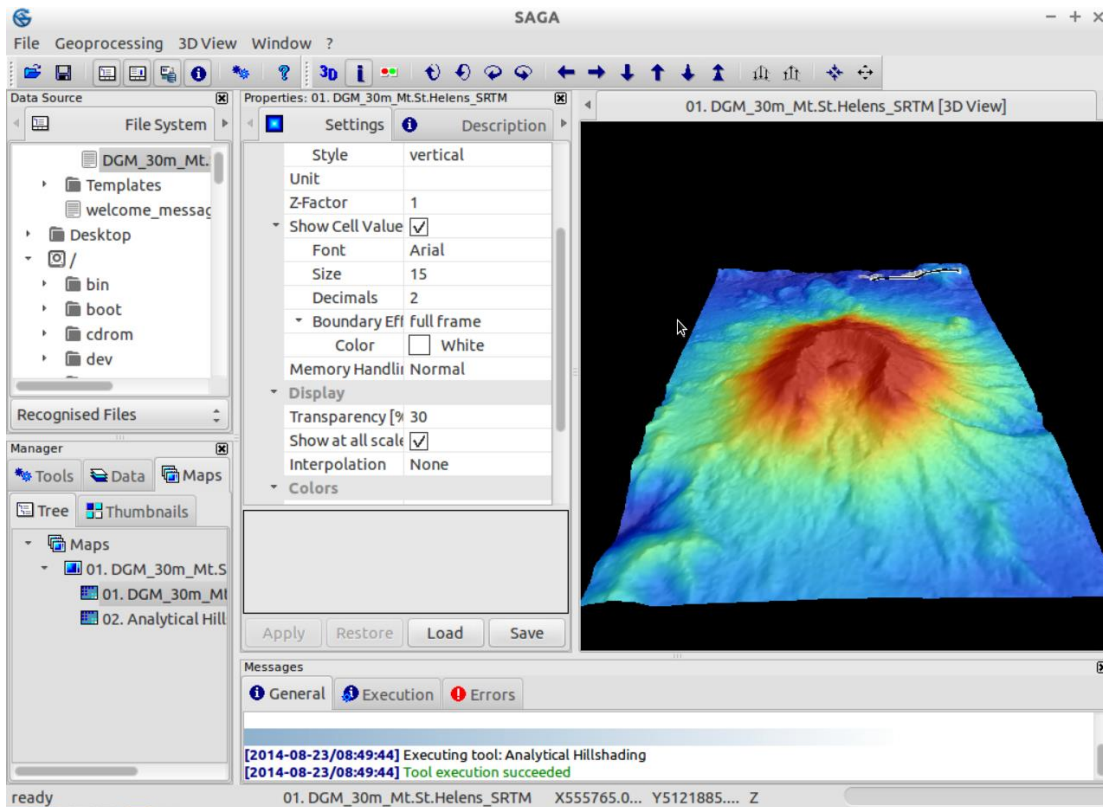 SAGA
File Geoprocessing 3D View Window ?
3D
Data Source
File System
DGM_30m_Mt.
Templates
welcome_messag
Desktop
/
bin
boot
cdrom
dev
Recognised Files
Manager
Tools Data Maps
Tree Thumbnails
Maps
01. DGM_30m_Mt.S
01. DGM_30m_Mt
02. Analytical Hill
Properties: 01. DGM_30m_Mt.St.Helens_SRTM
Settings Description
Style vertical
Unit
Z-Factor 1
Show Cell Value
Font Arial
Size 15
Decimals 2
Boundary Eff full frame
Color White
Memory Handli Normal
Display
Transparency [% 30
Show at all scale
Interpolation None
Colors
Apply Restore Load Save
01. DGM_30m_Mt.St.Helens_SRTM [3D View]
Messages
General Execution Errors
[2014-08-23/08:49:44] Executing tool: Analytical Hillshading
[2014-08-23/08:49:44] Tool execution succeeded
ready 01. DGM_30m_Mt.St.Helens_SRTM X555765.0... Y5121885.... Z